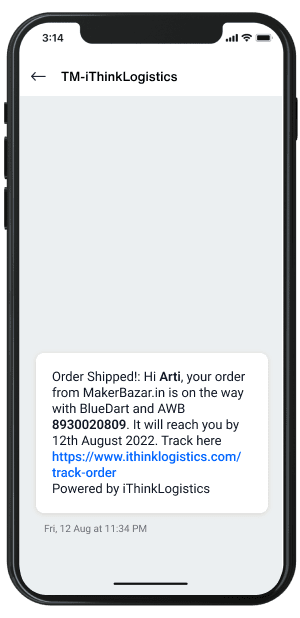 3:14
TM-iThinkLogistics
Order Shipped!: Hi Arti, your order
from MakerBazar.in is on the way
with BlueDart and AWB
8930020809. It will reach you by
12th August 2022. Track here
https://www.ithinklogistics.com/
track-order
Powered by iThinkLogistics
Fri, 12 Aug at 11:34 PM